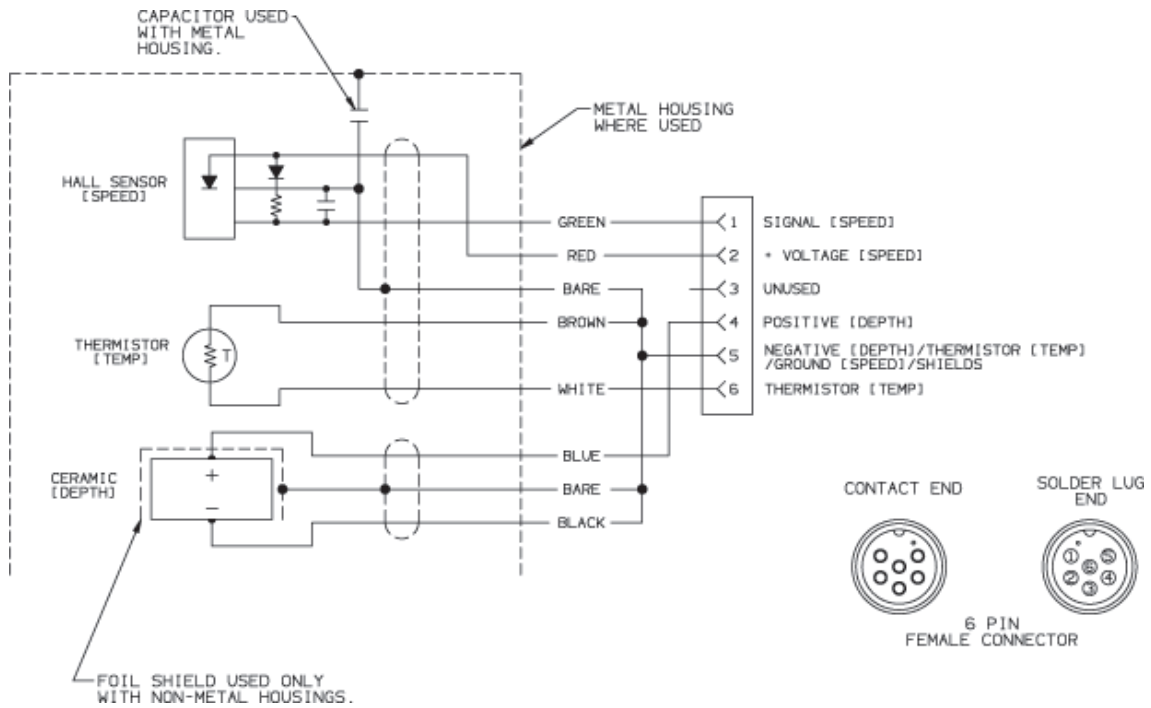 CAPACITOR USED
WITH METAL
HOUSING.
METAL HOUSING
WHERE USED
HALL SENSOR
[SPEED]
GREEN
1
SIGNAL [SPEED]
RED
2
+ VOLTAGE [SPEED]
BARE
3
UNUSED
BROWN
4
POSITIVE [DEPTH]
THERMISTOR
[TEMP]
T
5
NEGATIVE [DEPTH]/THERMISTOR [TEMP]
/GROUND [SPEED]/SHIELDS
WHITE
6
THERMISTOR [TEMP]
BLUE
CERAMIC
[DEPTH]
+
−
BARE
BLACK
CONTACT END
SOLDER LUG
END
1
5
6
2
4
3
6 PIN
FEMALE CONNECTOR
FOIL SHIELD USED ONLY
WITH NON-METAL HOUSINGS.